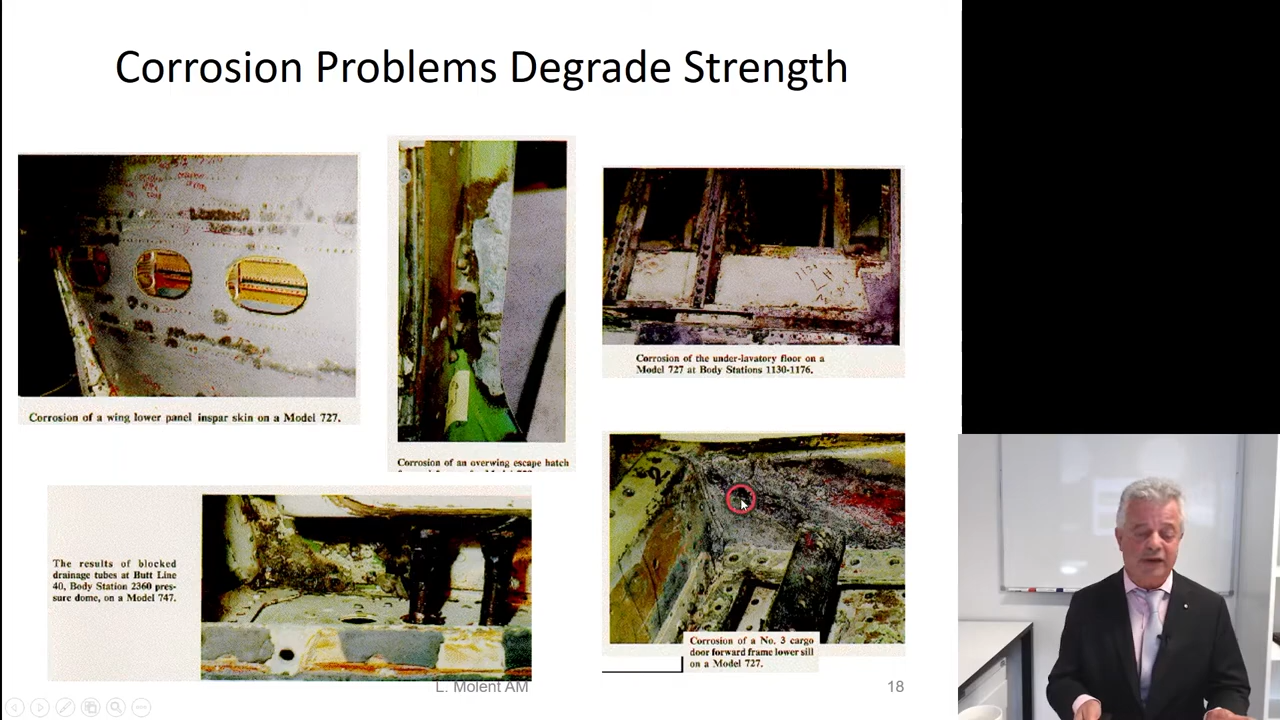 Corrosion Problems Degrade Strength
Corrosion of a wing lower panel inspar skin on a Model 727.
Corrosion of an overwing escape hatch
Corrosion of the under-lavatory floor on a
Model 727 at Body Stations 1130-1176.
The results of blocked
drainage tubes at Butt Line
40, Body Station 2360 pres-
sure dome, on a Model 747.
Corrosion of a No. 3 cargo
door forward frame lower sill
on a Model 727.
L. Molent AM
18